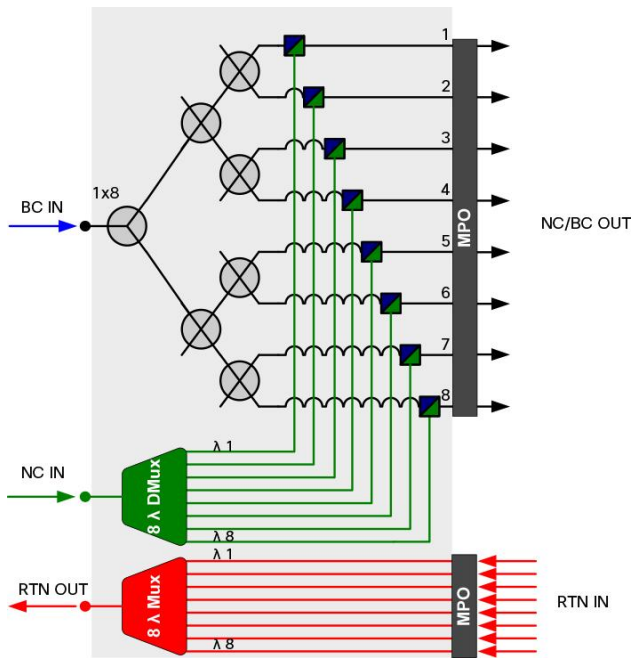 1x8
BC IN
1
2
3
4
5
6
7
8
MPO
NC/BC OUT
NC IN
8 λ DMux
λ 1
λ 8
RTN OUT
8 λ Mux
λ 1
λ 8
MPO
RTN IN